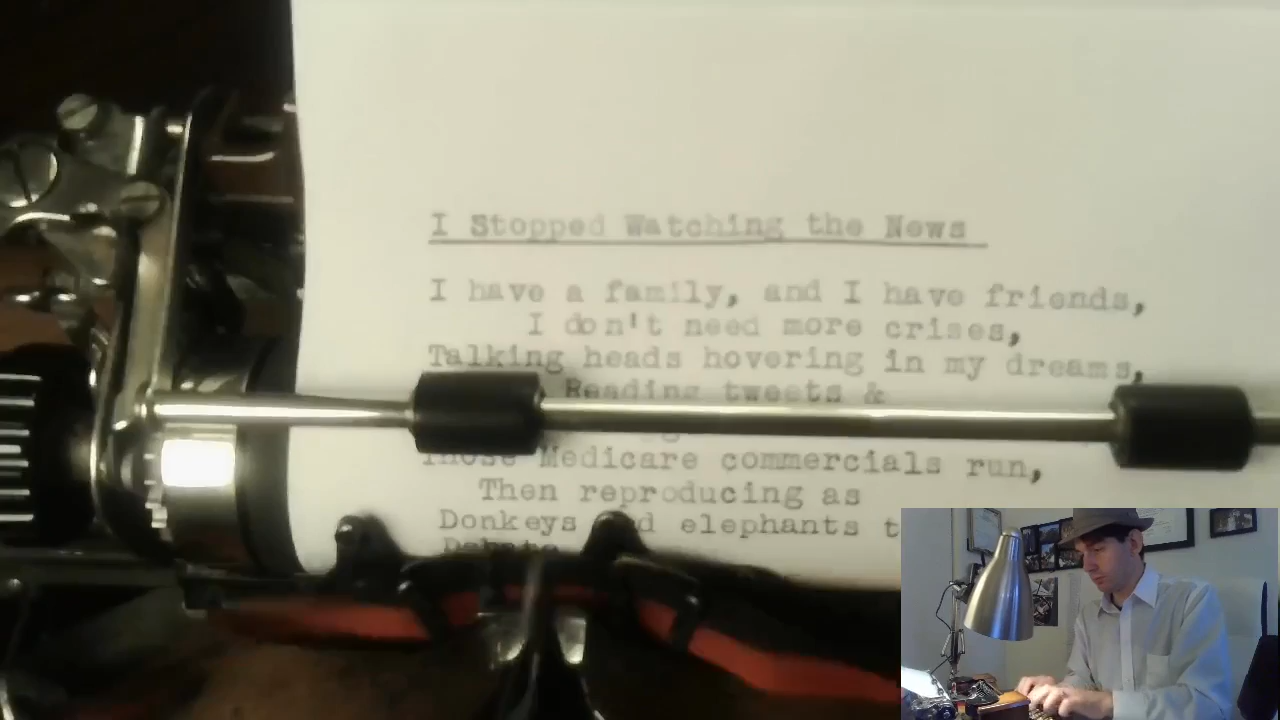 I Stopped Watching the News
I have a family, and I have friends,
I don't need more crises,
Talking heads hovering in my dreams,
Reading tweets &
Those Medicare commercials run,
Then reproducing as
Donkeys and elephants
Debate